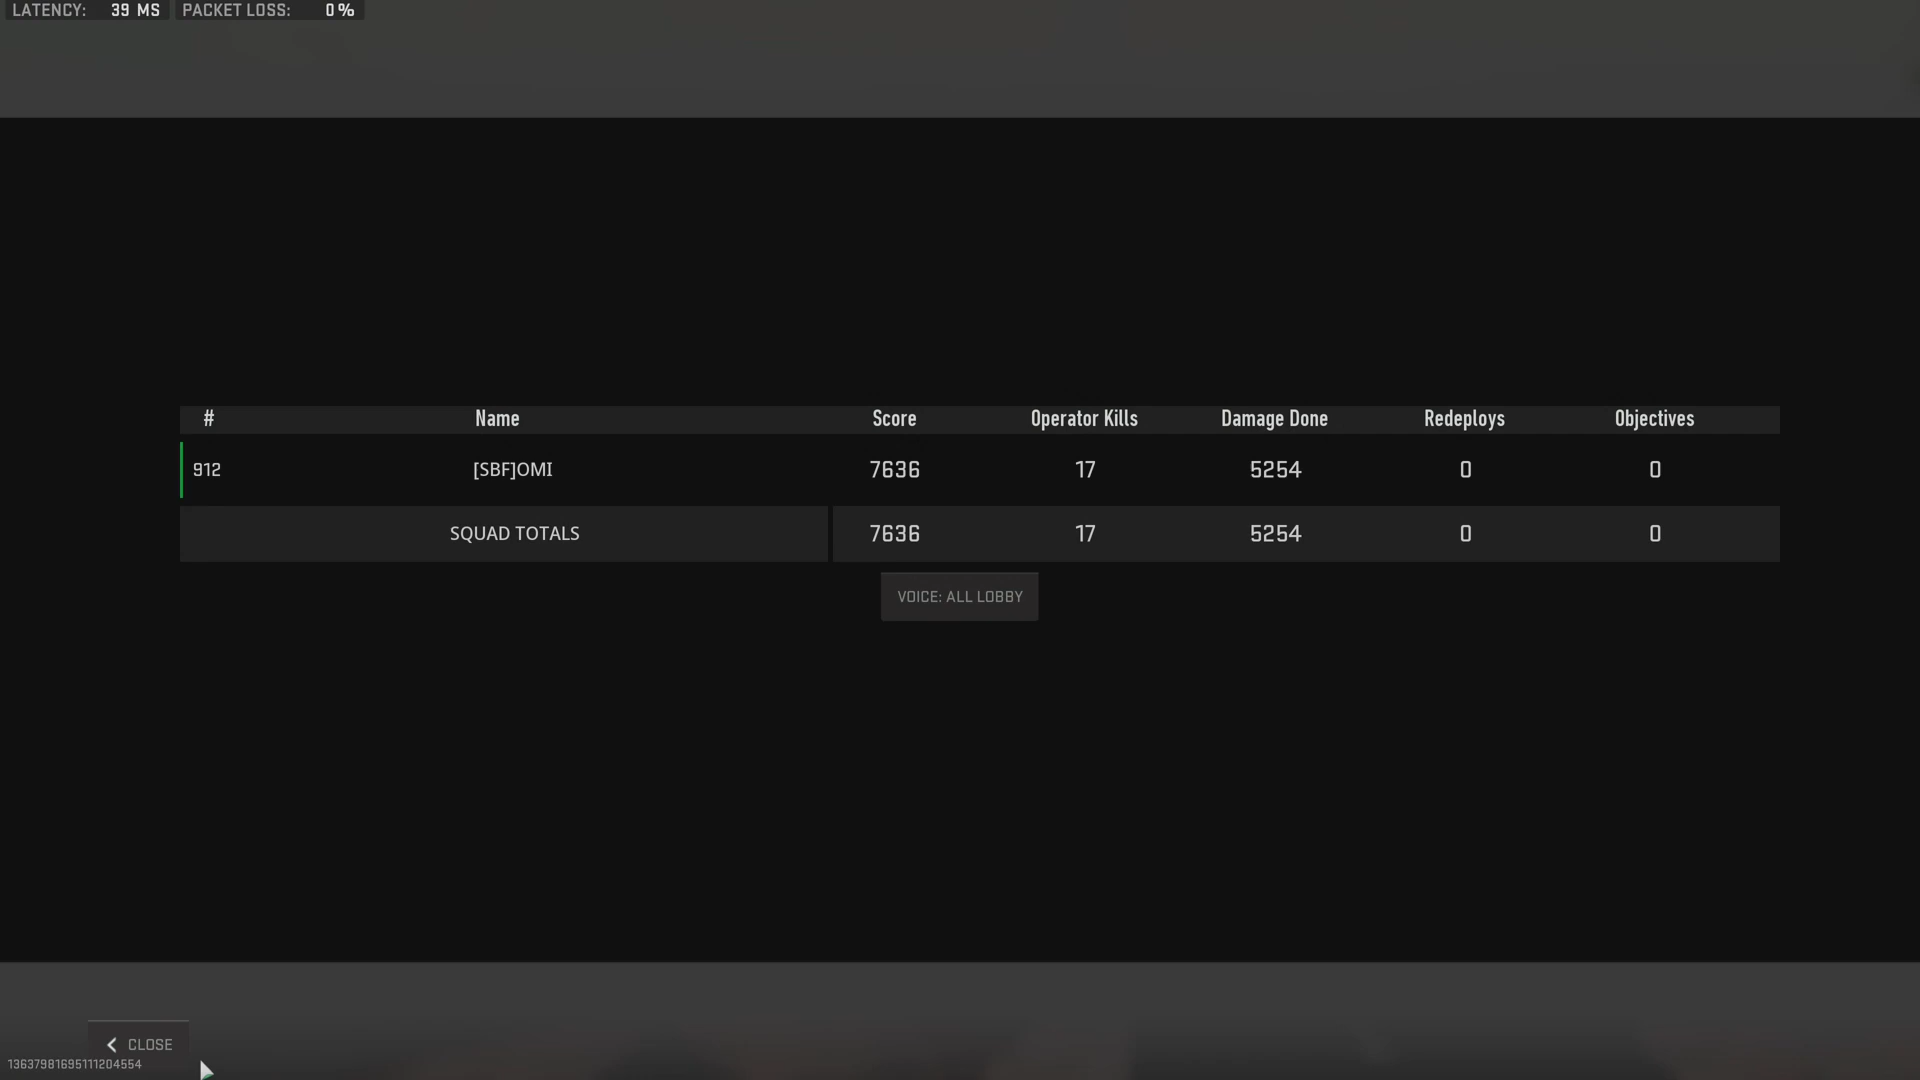 LATENCY: 39 MS PACKET LOSS: 0%
# Name Score Operator Kills Damage Done Redeploys Objectives
912 [SBF]OMI 7636 17 5254 0 0
SQUAD TOTALS 7636 17 5254 0 0
VOICE: ALL LOBBY
CLOSE
13637981695111204554